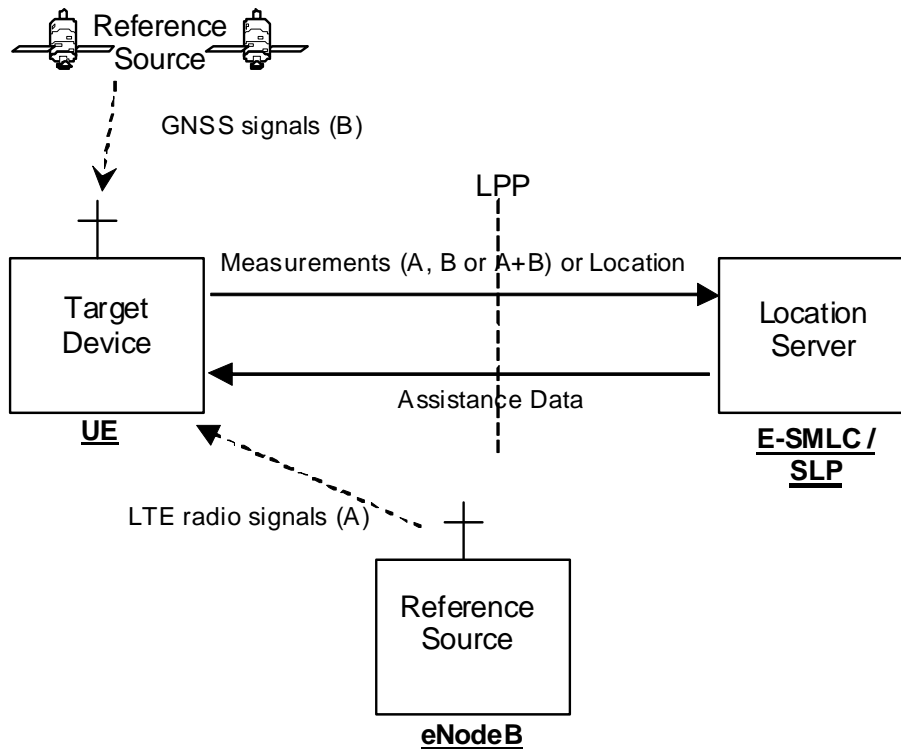 Reference
Source
GNSS signals (B)
LPP
Measurements (A, B or A+B) or Location
Target
Device
Location
Server
Assistance Data
UE
E-SMLC /
SLP
LTE radio signals (A)
Reference
Source
eNodeB